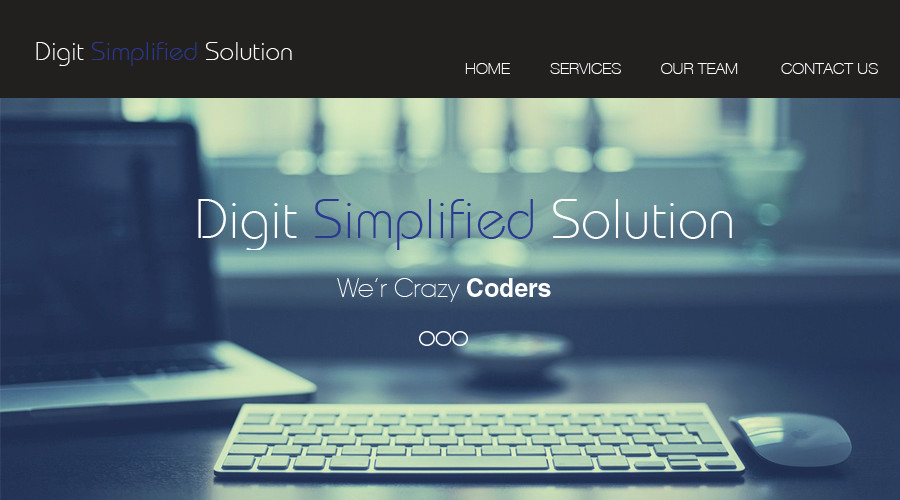 Digit Simplified Solution
HOME SERVICES OUR TEAM CONTACT US
Digit Simplified Solution
We'r Crazy Coders